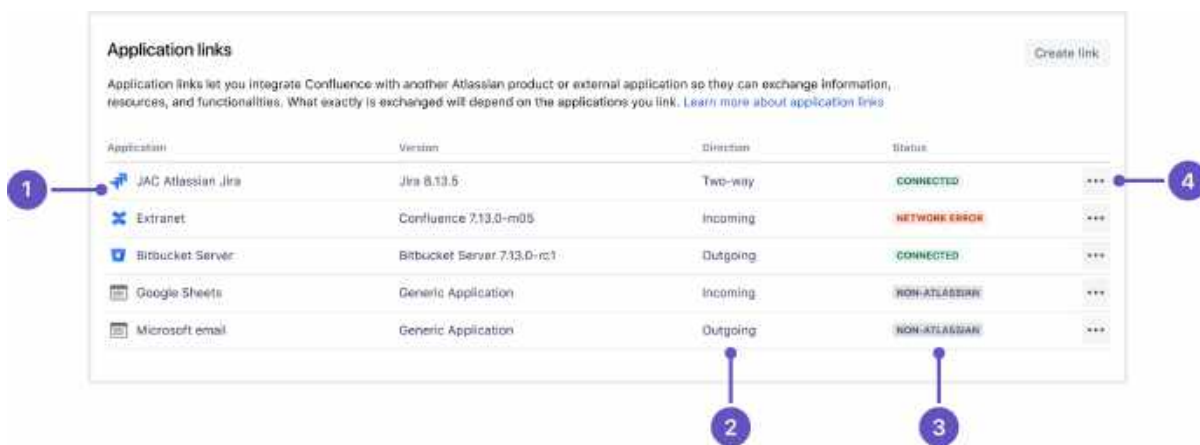 Application links
Create link
Application links let you integrate Confluence with another Atlassian product or external application so they can exchange information,
resources, and functionalities. What exactly is exchanged will depend on the applications you link. Learn more about application links
Application Version Direction Status
1 JAC Atlassian Jira Jira 8.13.5 Two-way CONNECTED 4
Extranet Confluence 7.13.0-m05 Incoming NETWORK ERROR
Bitbucket Server Bitbucket Server 7.13.0-rc1 Outgoing CONNECTED
Google Sheets Generic Application Incoming NON-ATLASSIAN
Microsoft email Generic Application Outgoing NON-ATLASSIAN
2 3